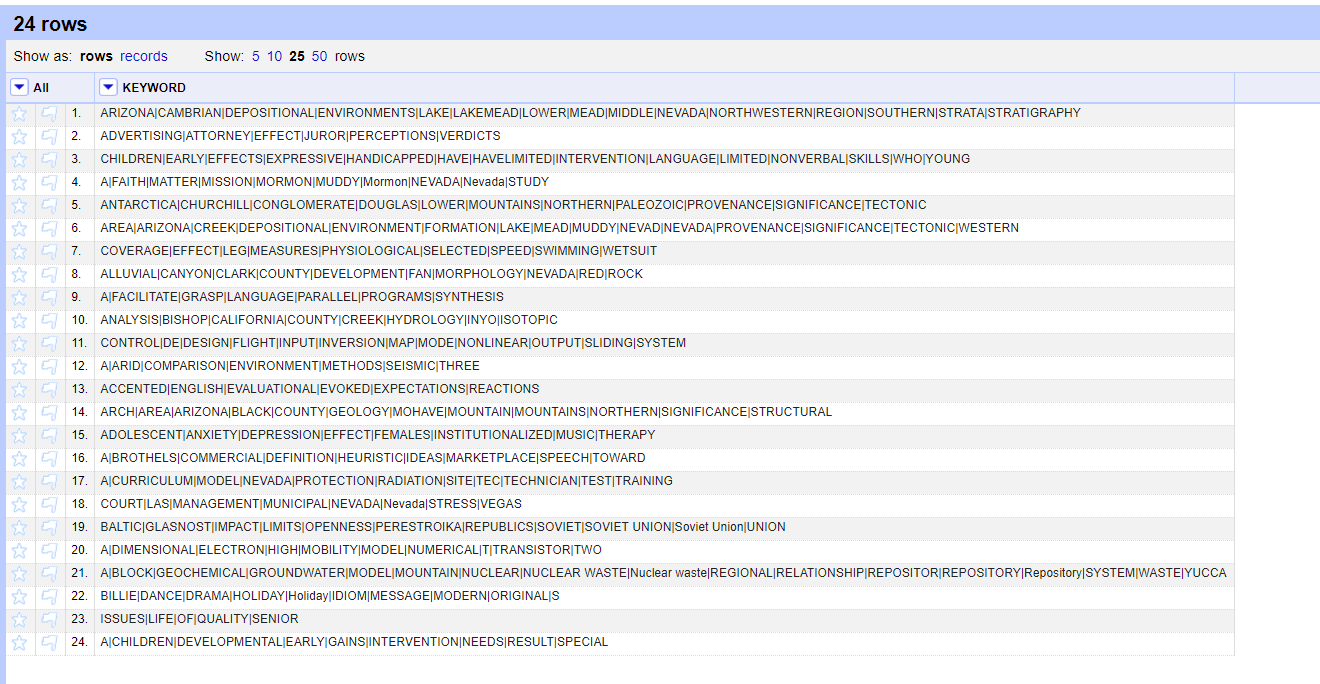 24 rows
Show as: rows records Show: 5 10 25 50 rows
All KEYWORD
1. ARIZONA|CAMBRIAN|DEPOSITIONAL|ENVIRONMENTS|LAKE|LAKEMEAD|LOWER|MEAD|MIDDLE|NEVADA|NORTHWESTERN|REGION|SOUTHERN|STRATA|STRATIGRAPHY
2. ADVERTISING|ATTORNEY|EFFECT|JUROR|PERCEPTIONS|VERDICTS
3. CHILDREN|EARLY|EFFECTS|EXPRESSIVE|HANDICAPPED|HAVE|HAVELIMITED|INTERVENTION|LANGUAGE|LIMITED|NONVERBAL|SKILLS|WHO|YOUNG
4. A|FAITH|MATTER|MISSION|MORMON|MUDDY|Mormon|NEVADA|Nevada|STUDY
5. ANTARCTICA|CHURCHILL|CONGLOMERATE|DOUGLAS|LOWER|MOUNTAINS|NORTHERN|PALEOZOIC|PROVENANCE|SIGNIFICANCE|TECTONIC
6. AREA|ARIZONA|CREEK|DEPOSITIONAL|ENVIRONMENT|FORMATION|LAKE|MEAD|MUDDY|NEVAD|NEVADA|PROVENANCE|SIGNIFICANCE|TECTONIC|WESTERN
7. COVERAGE|EFFECT|LEG|MEASURES|PHYSIOLOGICAL|SELECTED|SPEED|SWIMMING|WETSUIT
8. ALLUVIAL|CANYON|CLARK|COUNTY|DEVELOPMENT|FAN|MORPHOLOGY|NEVADA|RED|ROCK
9. A|FACILITATE|GRASP|LANGUAGE|PARALLEL|PROGRAMS|SYNTHESIS
10. ANALYSIS|BISHOP|CALIFORNIA|COUNTY|CREEK|HYDROLOGY|INYO|ISOTOPIC
11. CONTROL|DE|DESIGN|FLIGHT|INPUT|INVERSION|MAP|MODE|NONLINEAR|OUTPUT|SLIDING|SYSTEM
12. A|ARID|COMPARISON|ENVIRONMENT|METHODS|SEISMIC|THREE
13. ACCENTED|ENGLISH|EVALUATIONAL|EVOKED|EXPECTATIONS|REACTIONS
14. ARCH|AREA|ARIZONA|BLACK|COUNTY|GEOLOGY|MOHAVE|MOUNTAIN|MOUNTAINS|NORTHERN|SIGNIFICANCE|STRUCTURAL
15. ADOLESCENT|ANXIETY|DEPRESSION|EFFECT|FEMALES|INSTITUTIONALIZED|MUSIC|THERAPY
16. A|BROTHELS|COMMERCIAL|DEFINITION|HEURISTIC|IDEAS|MARKETPLACE|SPEECH|TOWARD
17. A|CURRICULUM|MODEL|NEVADA|PROTECTION|RADIATION|SITE|TEC|TECHNICIAN|TEST|TRAINING
18. COURT|LAS|MANAGEMENT|MUNICIPAL|NEVADA|Nevada|STRESS|VEGAS
19. BALTIC|GLASNOST|IMPACT|LIMITS|OPENNESS|PERESTROIKA|REPUBLICS|SOVIET|SOVIET UNION|Soviet Union|UNION
20. A|DIMENSIONAL|ELECTRON|HIGH|MOBILITY|MODEL|NUMERICAL|T|TRANSISTOR|TWO
21. A|BLOCK|GEOCHEMICAL|GROUNDWATER|MODEL|MOUNTAIN|NUCLEAR|NUCLEAR WASTE|Nuclear waste|REGIONAL|RELATIONSHIP|REPOSITOR|REPOSITORY|Repository|SYSTEM|WASTE|YUCCA
22. BILLIE|DANCE|DRAMA|HOLIDAY|Holiday|IDIOM|MESSAGE|MODERN|ORIGINAL|S
23. ISSUES|LIFE|OF|QUALITY|SENIOR
24. A|CHILDREN|DEVELOPMENTAL|EARLY|GAINS|INTERVENTION|NEEDS|RESULT|SPECIAL